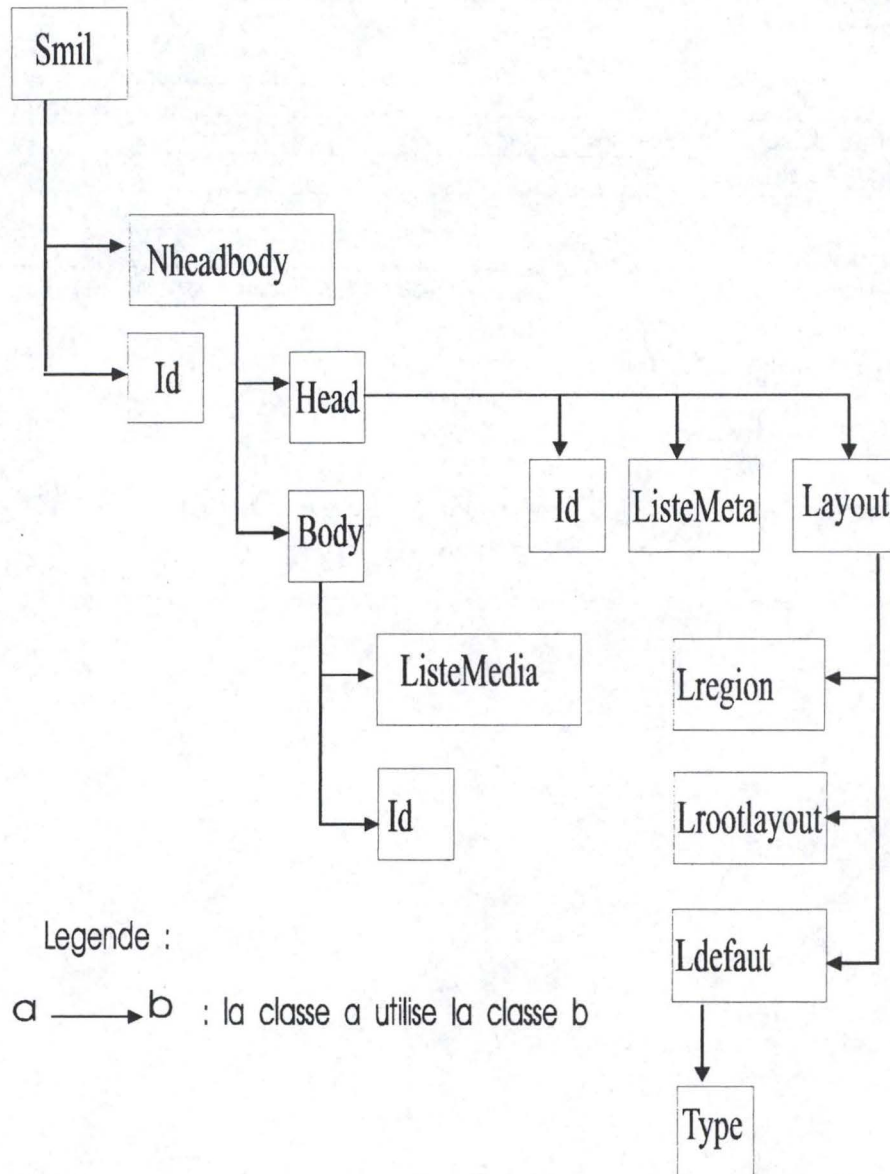 Smil
Nheadbody
Id
Head
Body
Id
ListeMeta
Layout
ListeMedia
Id
Lregion
Lrootlayout
Ldefaut
Type
Legende :
a → b : la classe a utilise la classe b